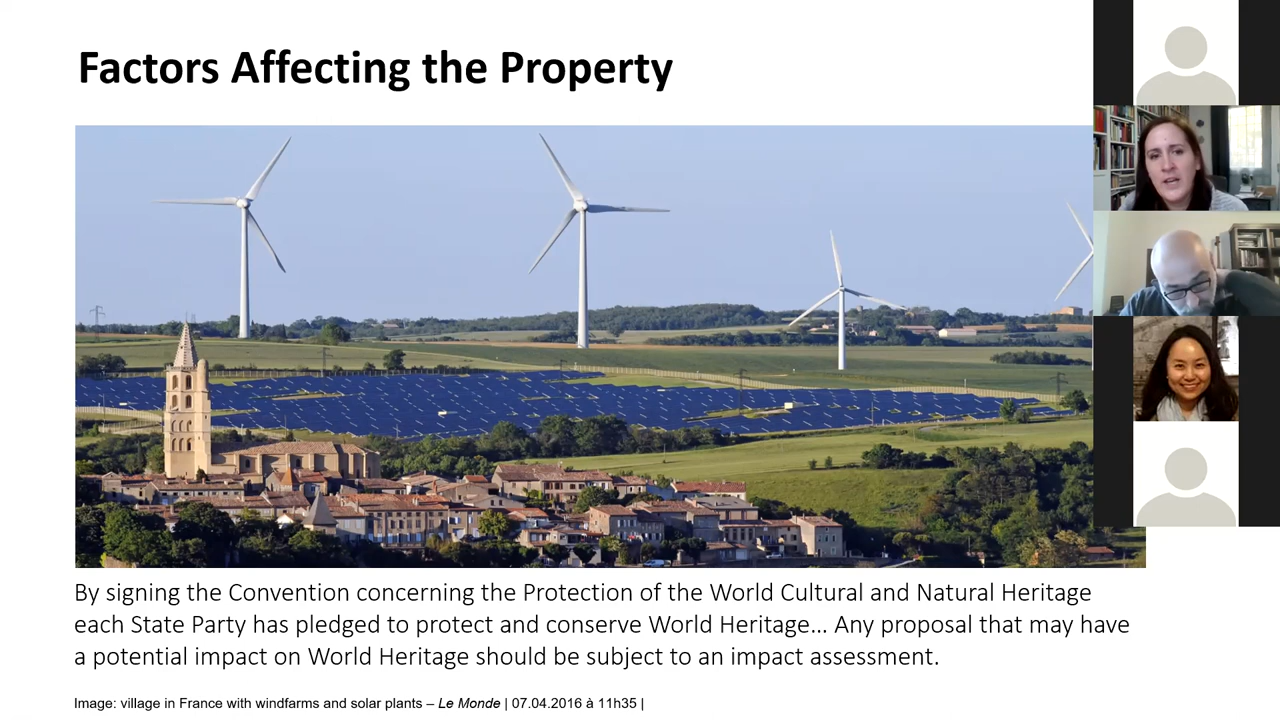 Factors Affecting the Property
By signing the Convention concerning the Protection of the World Cultural and Natural Heritage
each State Party has pledged to protect and conserve World Heritage... Any proposal that may have
a potential impact on World Heritage should be subject to an impact assessment.
Image: village in France with windfarms and solar plants – Le Monde | 07.04.2016 à 11h35 |